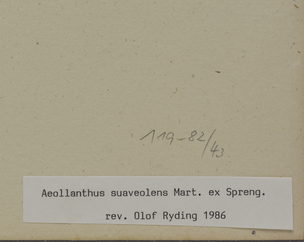 119-82/43
Aeollanthus suaveolens Mart. ex Spreng.
rev. Olof Ryding 1986